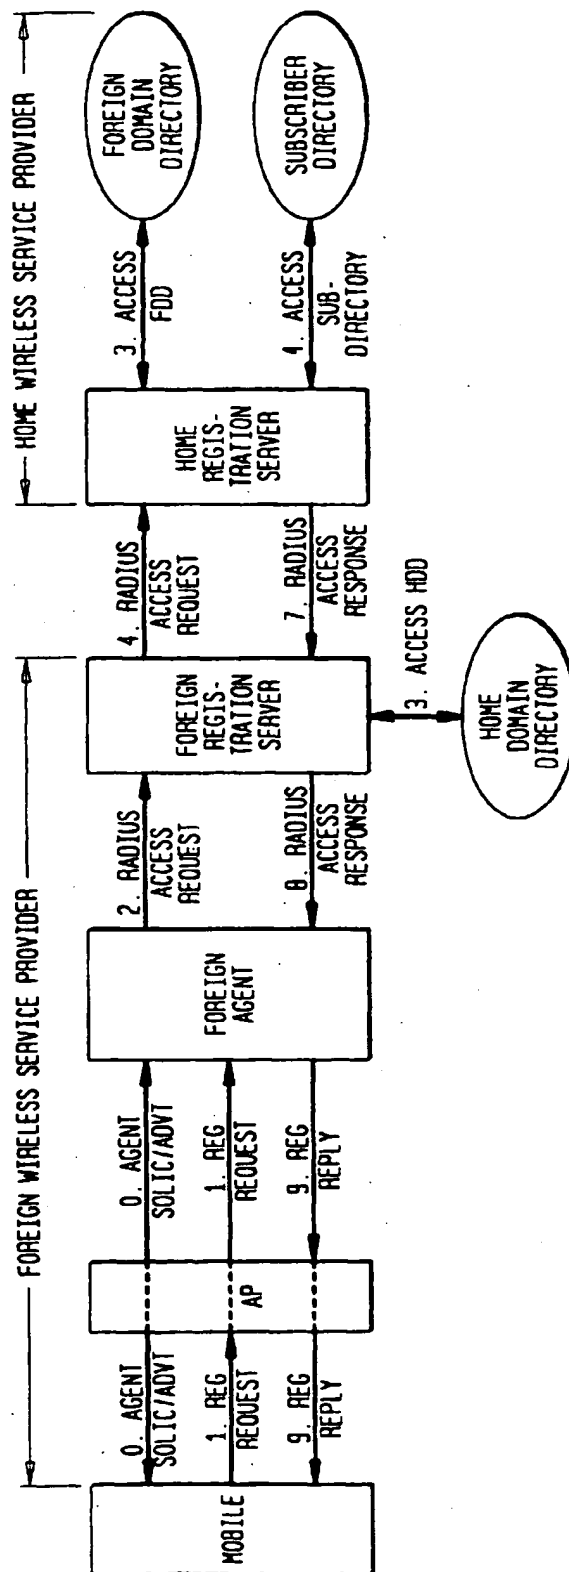 FOREIGN WIRELESS SERVICE PROVIDER
HOME WIRELESS SERVICE PROVIDER
MOBILE
0. AGENT
SOLIC/ADVT
1. REG
REQUEST
9. REG
REPLY
AP
0. AGENT
SOLIC/ADVT
1. REG
REQUEST
9. REG
REPLY
FOREIGN
AGENT
2. RADIUS
ACCESS
REQUEST
8. RADIUS
ACCESS
RESPONSE
FOREIGN
REGIS-
TRATION
SERVER
3. ACCESS HDD
HOME
DOMAIN
DIRECTORY
4. RADIUS
ACCESS
REQUEST
7. RADIUS
ACCESS
RESPONSE
HOME
REGIS-
TRATION
SERVER
3. ACCESS
FDD
4. ACCESS
SUB-
DIRECTORY
FOREIGN
DOMAIN
DIRECTORY
SUBSCRIBER
DIRECTORY